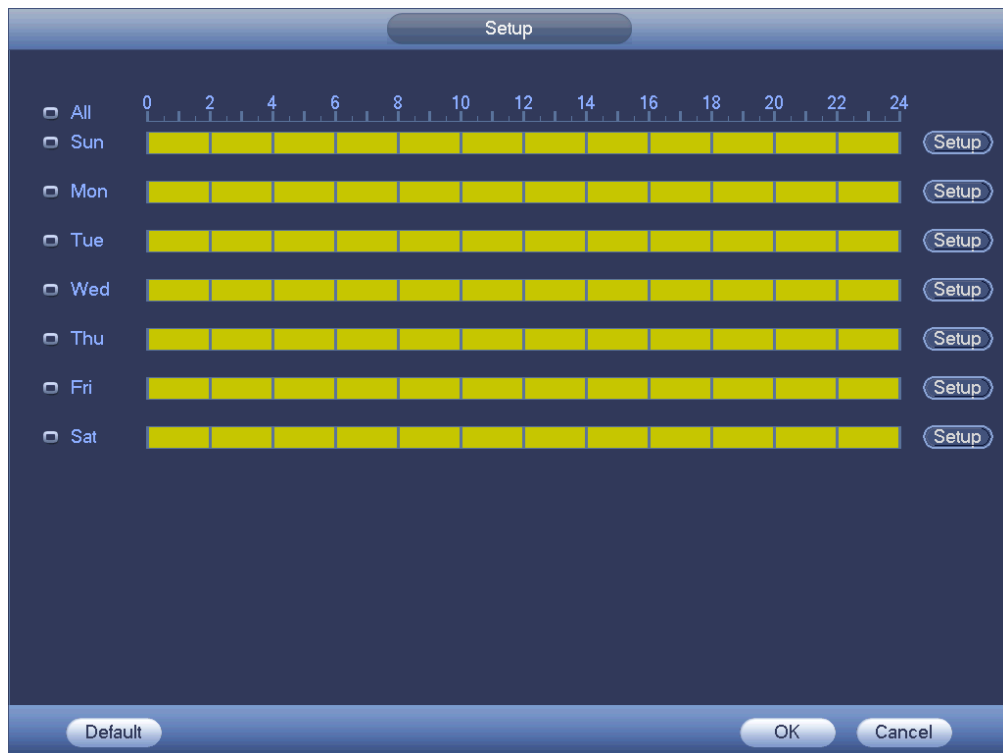 Setup
All 0 2 4 6 8 10 12 14 16 18 20 22 24
Sun Setup
Mon Setup
Tue Setup
Wed Setup
Thu Setup
Fri Setup
Sat Setup
Default OK Cancel